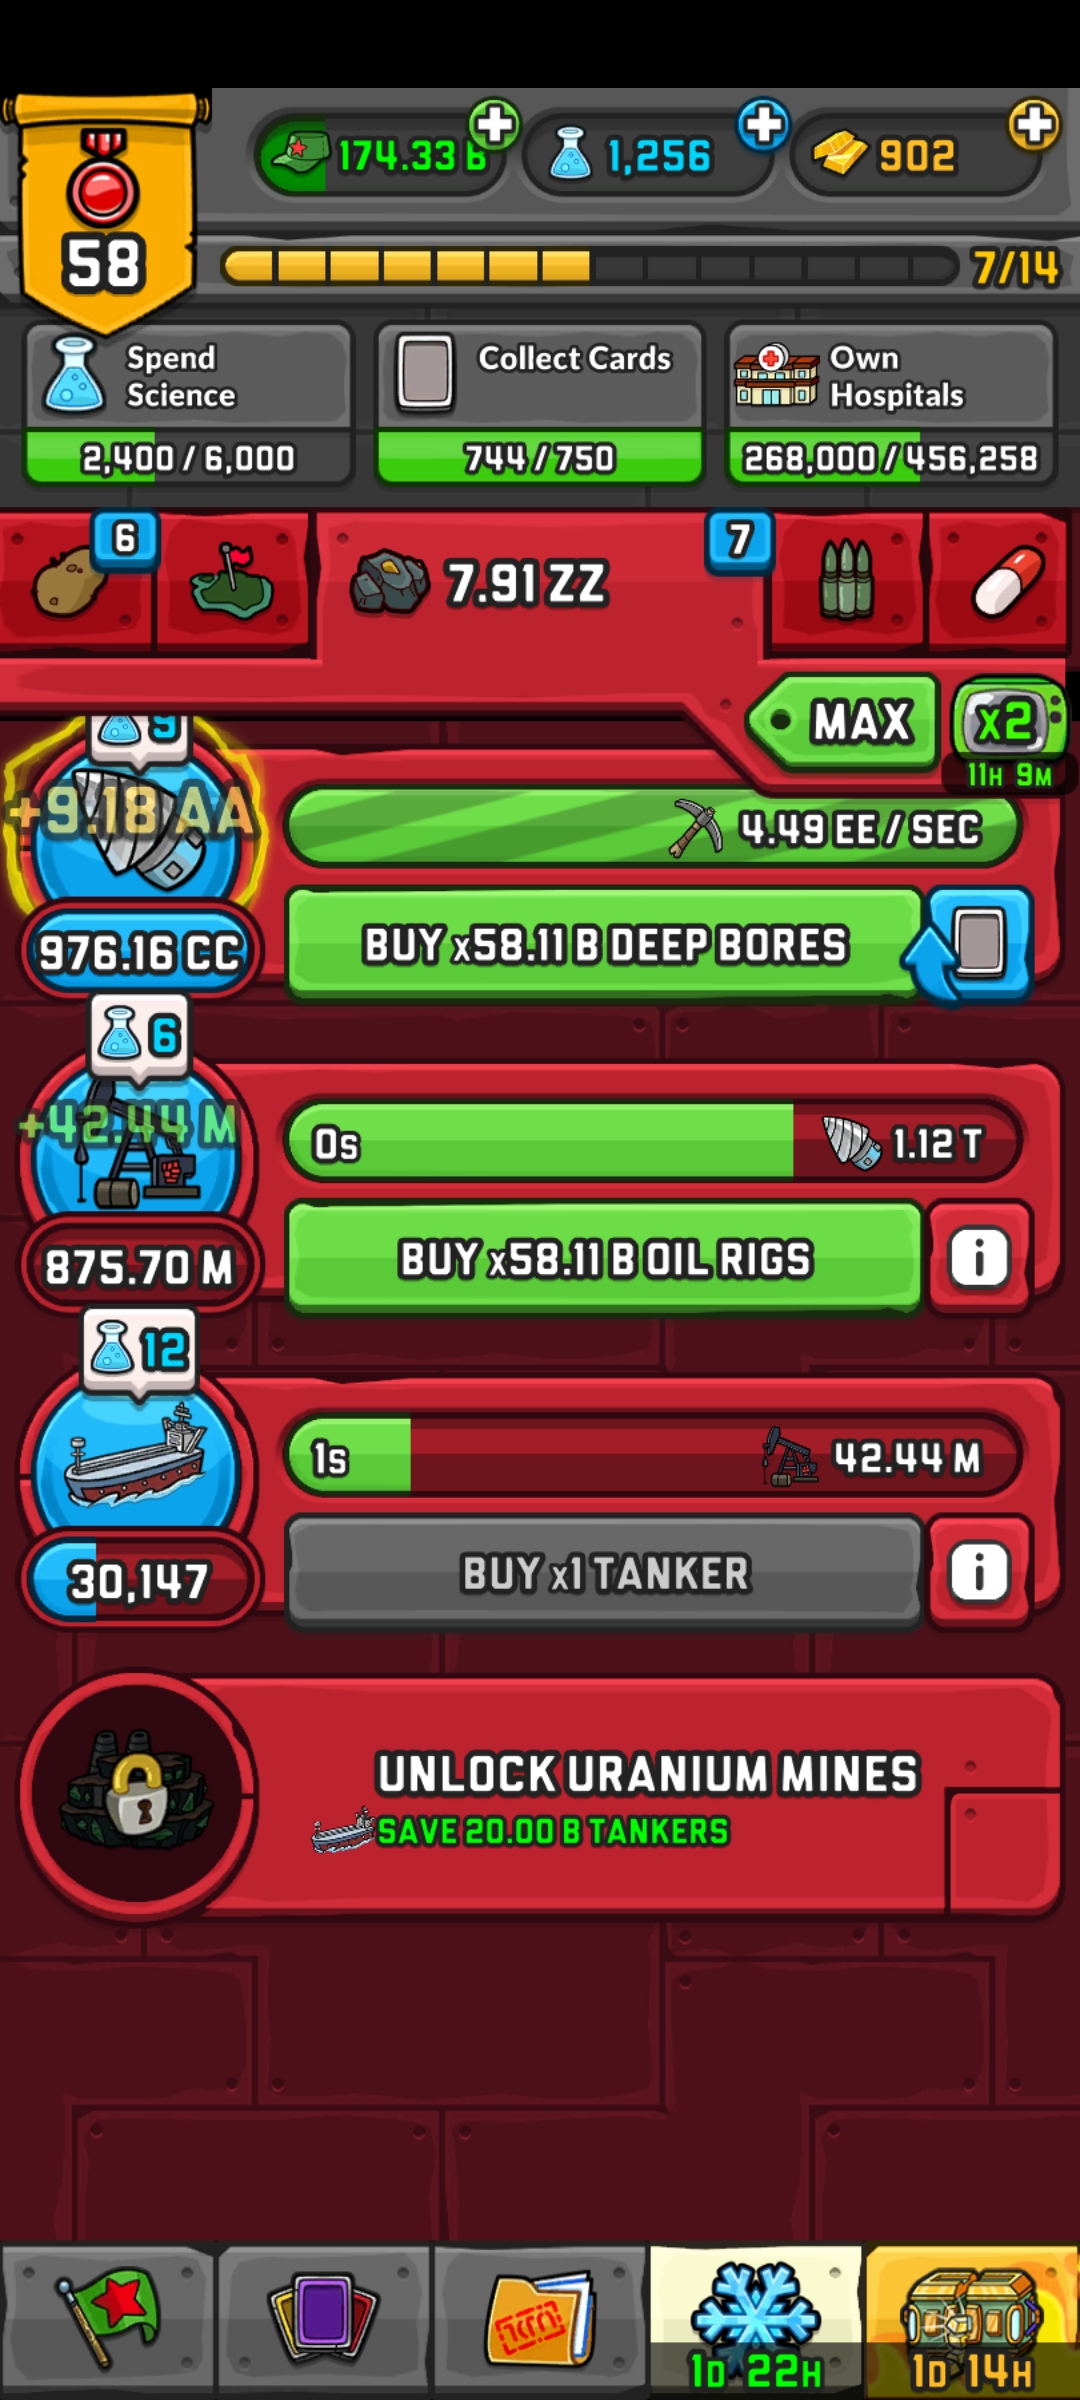 174.33 B
1,256
902
58
7/14
Spend
Science
2,400 / 6,000
Collect Cards
744 / 750
Own
Hospitals
268,000 / 456,258
6
7.91 ZZ
7
MAX
x2
11H 9M
9
+9.18 AA
4.49 EE / SEC
976.16 CC
BUY x58.11 B DEEP BORES
6
+42.44 M
0s
1.12 T
875.70 M
BUY x58.11 B OIL RIGS
12
1s
42.44 M
30,147
BUY x1 TANKER
UNLOCK URANIUM MINES
SAVE 20.00 B TANKERS
1D 22H
1D 14H